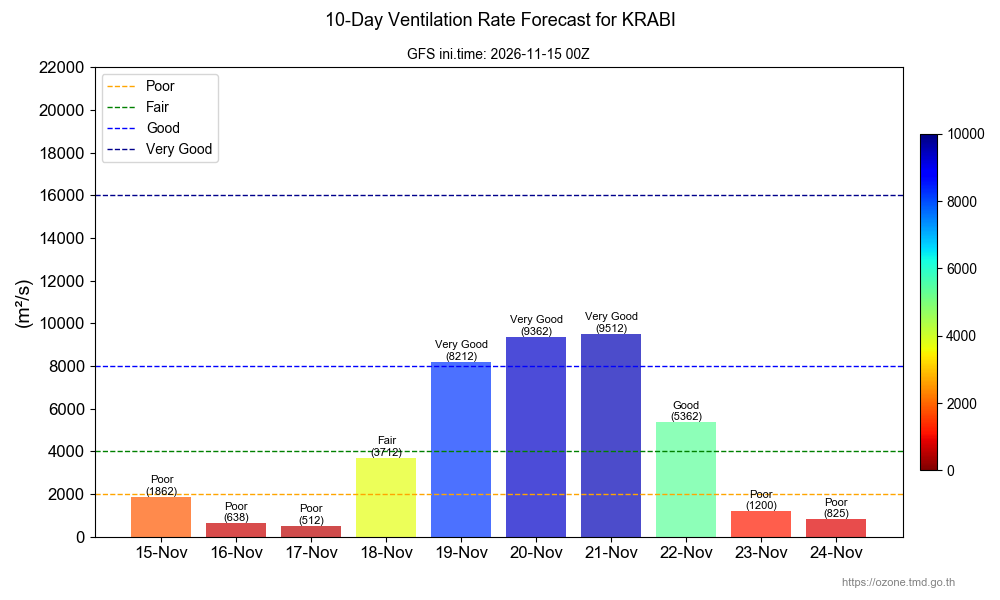 10-Day Ventilation Rate Forecast for KRABI
GFS ini.time: 2026-11-15 00Z
Poor
Fair
Good
Very Good
(m²/s)
22000
20000
18000
16000
14000
12000
10000
8000
6000
4000
2000
0
Poor
(1862)
Poor
(638)
Poor
(512)
Fair
(3712)
Very Good
(8212)
Very Good
(9362)
Very Good
(9512)
Good
(5362)
Poor
(1200)
Poor
(825)
15-Nov 16-Nov 17-Nov 18-Nov 19-Nov 20-Nov 21-Nov 22-Nov 23-Nov 24-Nov
10000
8000
6000
4000
2000
0
https://ozone.tmd.go.th